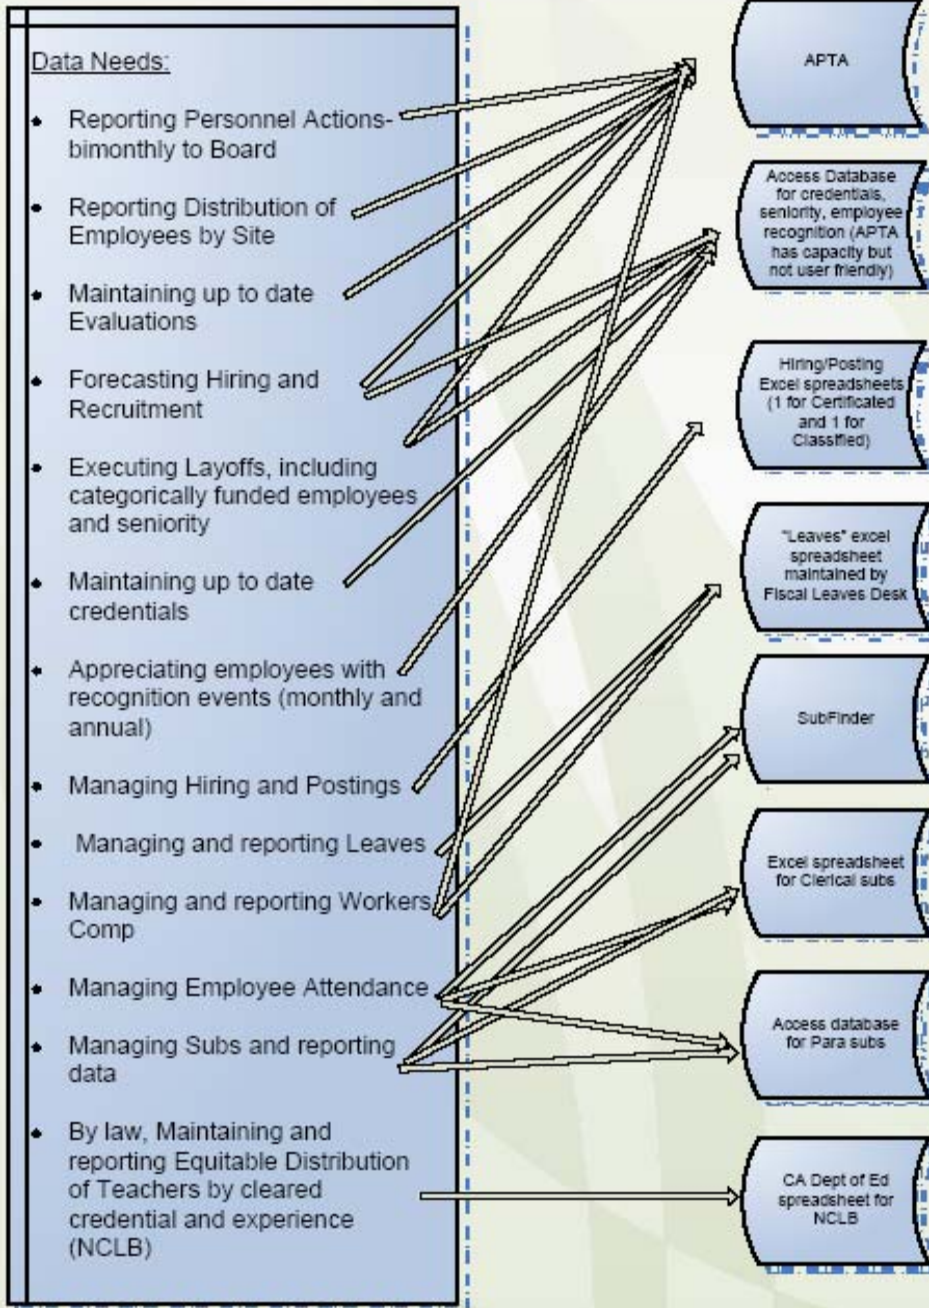 Data Needs:
Reporting Personnel Actions-
bimonthly to Board
Reporting Distribution of
Employees by Site
Maintaining up to date
Evaluations
Forecasting Hiring and
Recruitment
Executing Layoffs, including
categorically funded employees
and seniority
Maintaining up to date
credentials
Appreciating employees with
recognition events (monthly and
annual)
Managing Hiring and Postings
Managing and reporting Leaves
Managing and reporting Workers
Comp
Managing Employee Attendance
Managing Subs and reporting
data
By law, Maintaining and
reporting Equitable Distribution
of Teachers by cleared
credential and experience
(NCLB)
APTA
Access Database
for credentials,
seniority, employee
recognition (APTA
has capacity but
not user friendly)
Hiring/Posting
Excel spreadsheets
(1 for Certificated
and 1 for
Classified)
"Leaves" excel
spreadsheet
maintained by
Fiscal Leaves Desk
SubFinder
Excel spreadsheet
for Clerical subs
Access database
for Para subs
CA Dept of Ed
spreadsheet for
NCLB